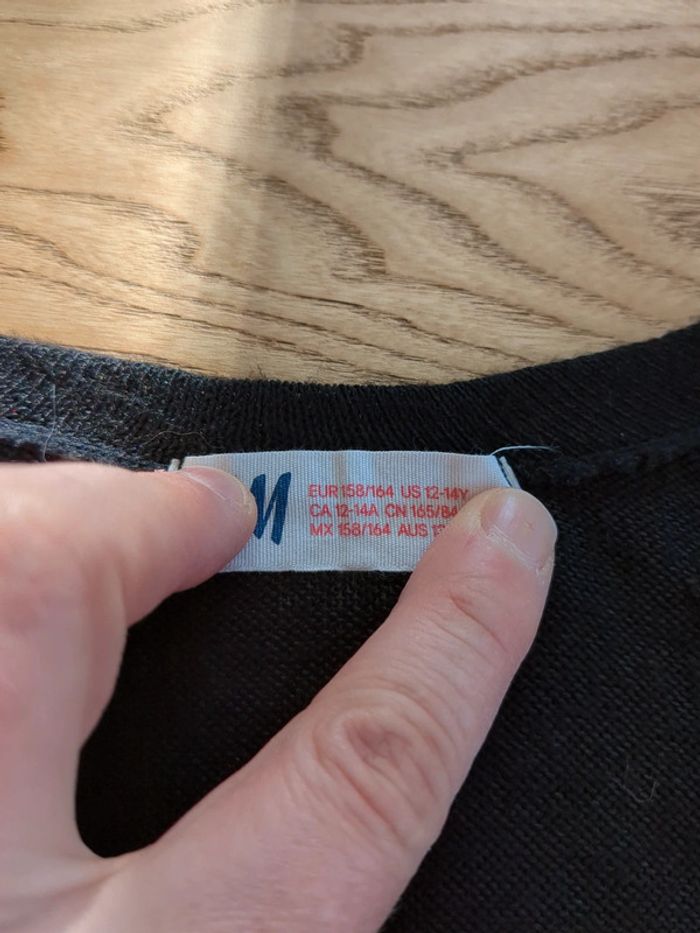 M
EUR 158/164 US 12-14Y
CA 12-14A CN 165/84
MX 158/164 AUS